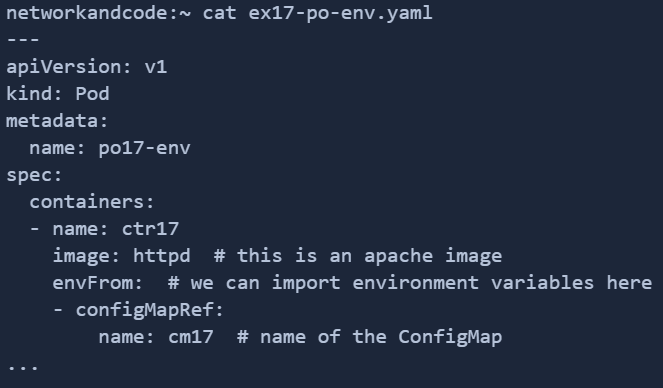 networkandcode:~ cat ex17-po-env.yaml
---
apiVersion: v1
kind: Pod
metadata:
  name: po17-env
spec:
  containers:
  - name: ctr17
    image: httpd  # this is an apache image
    envFrom:  # we can import environment variables here
    - configMapRef:
        name: cm17  # name of the ConfigMap
...